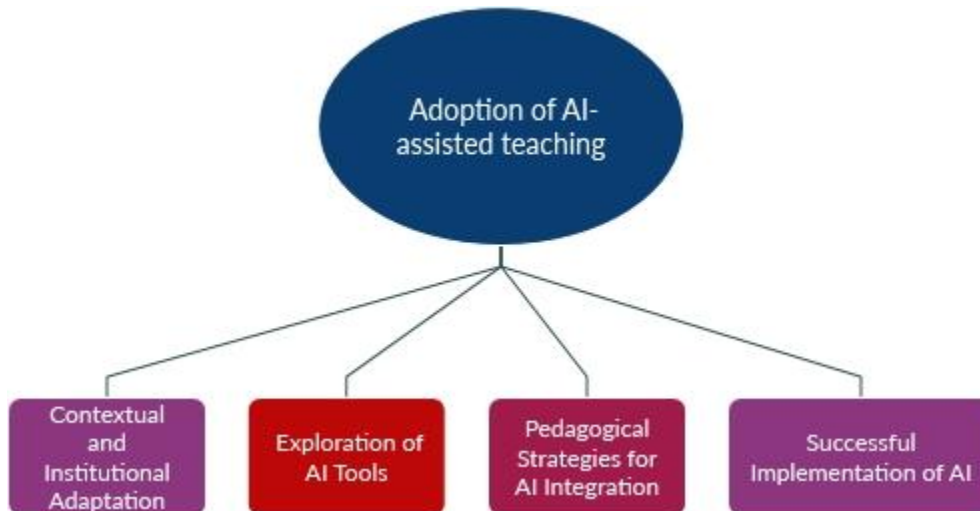 Adoption of AI-
assisted teaching
Contextual
and
Institutional
Adaptation
Exploration of
AI Tools
Pedagogical
Strategies for
AI Integration
Successful
Implementation of AI